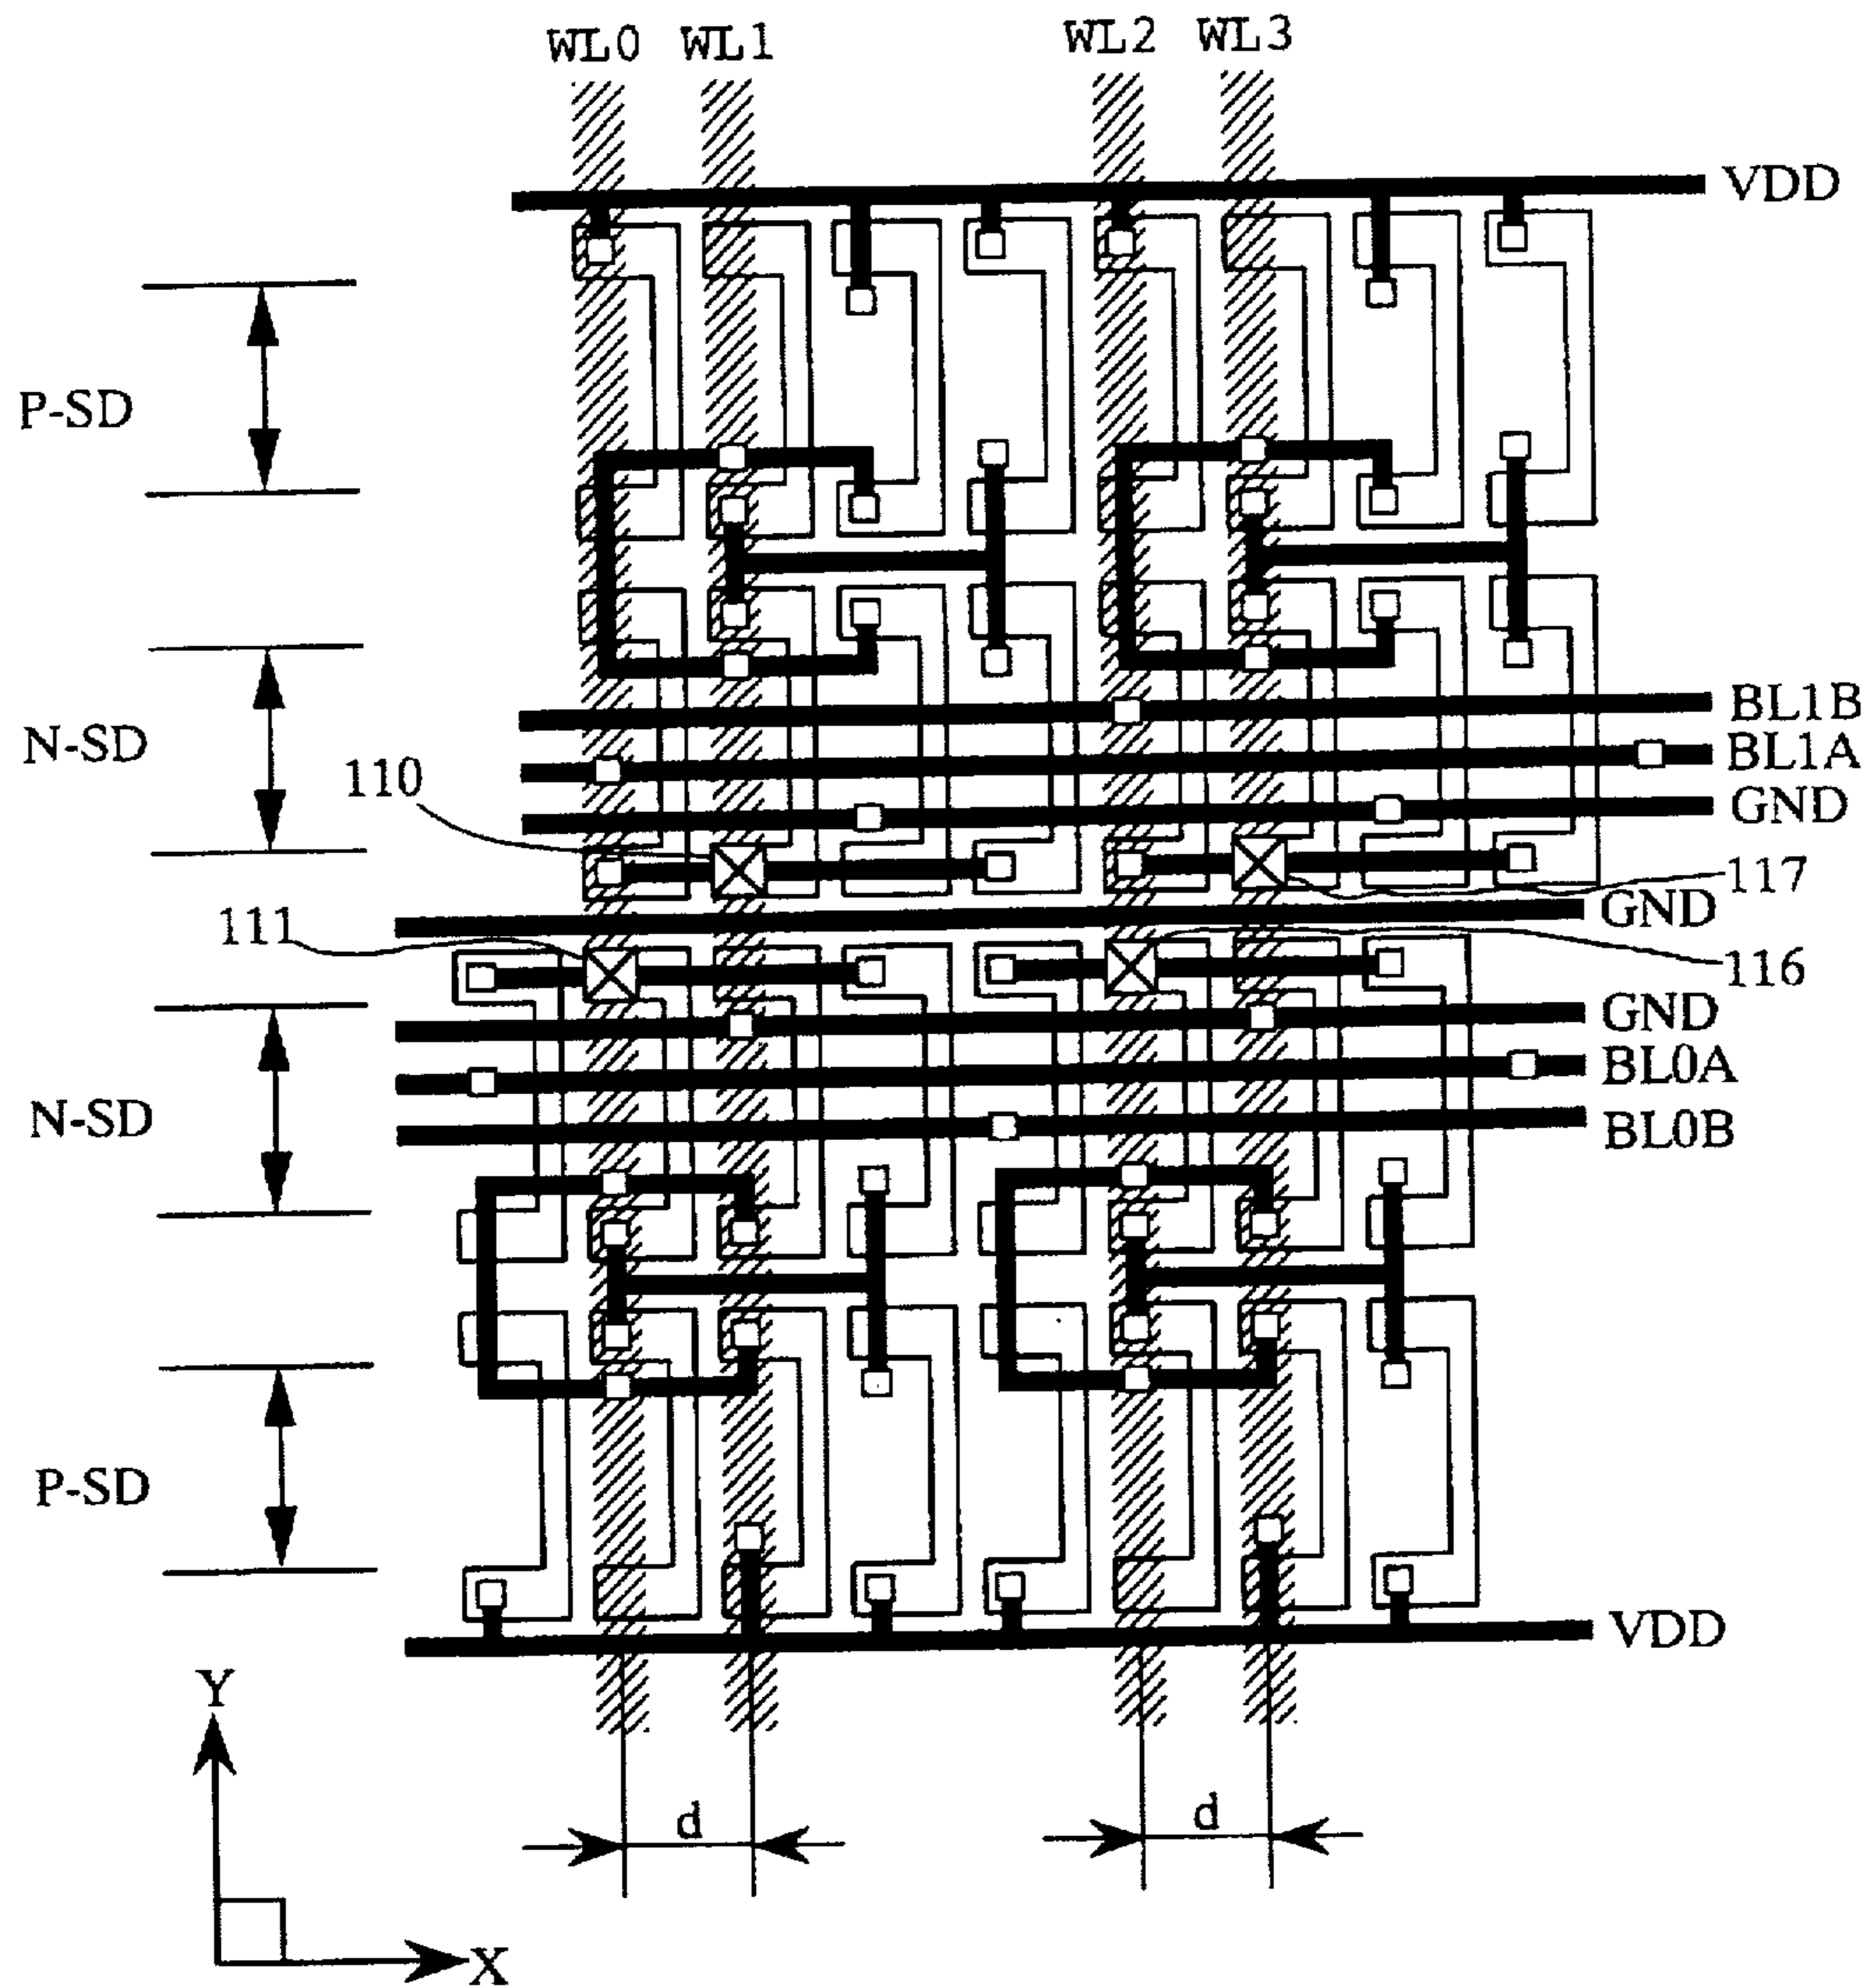 WL0 WL1 WL2 WL3
VDD
P-SD
BL1B
N-SD
BL1A
110
GND
117
111
GND
116
GND
BL0A
N-SD
BL0B
P-SD
VDD
Y
d d
X